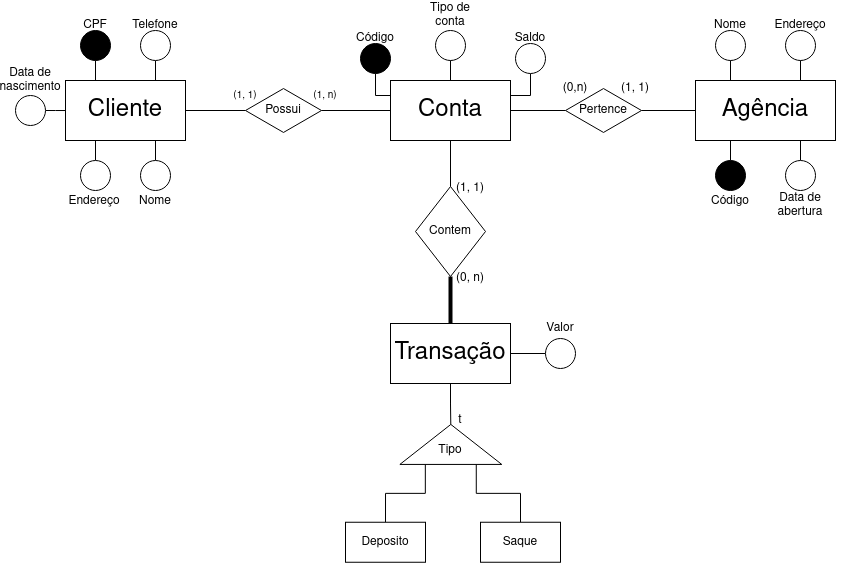 CPF
Telefone
Data de
nascimento
Cliente
Endereço
Nome
(1, 1)
Possui
(1, n)
Código
Tipo de
conta
Saldo
Conta
(0,n)
Pertence
(1, 1)
Nome
Endereço
Agência
Código
Data de
abertura
(1, 1)
Contem
(0, n)
Transação
Valor
t
Tipo
Deposito
Saque